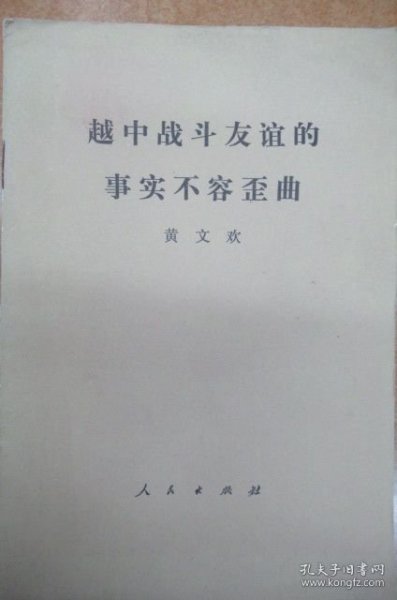 越中战斗友谊的
事实不容歪曲
黄文欢
人民出版社
孔夫子旧书网
www.kongfz.com